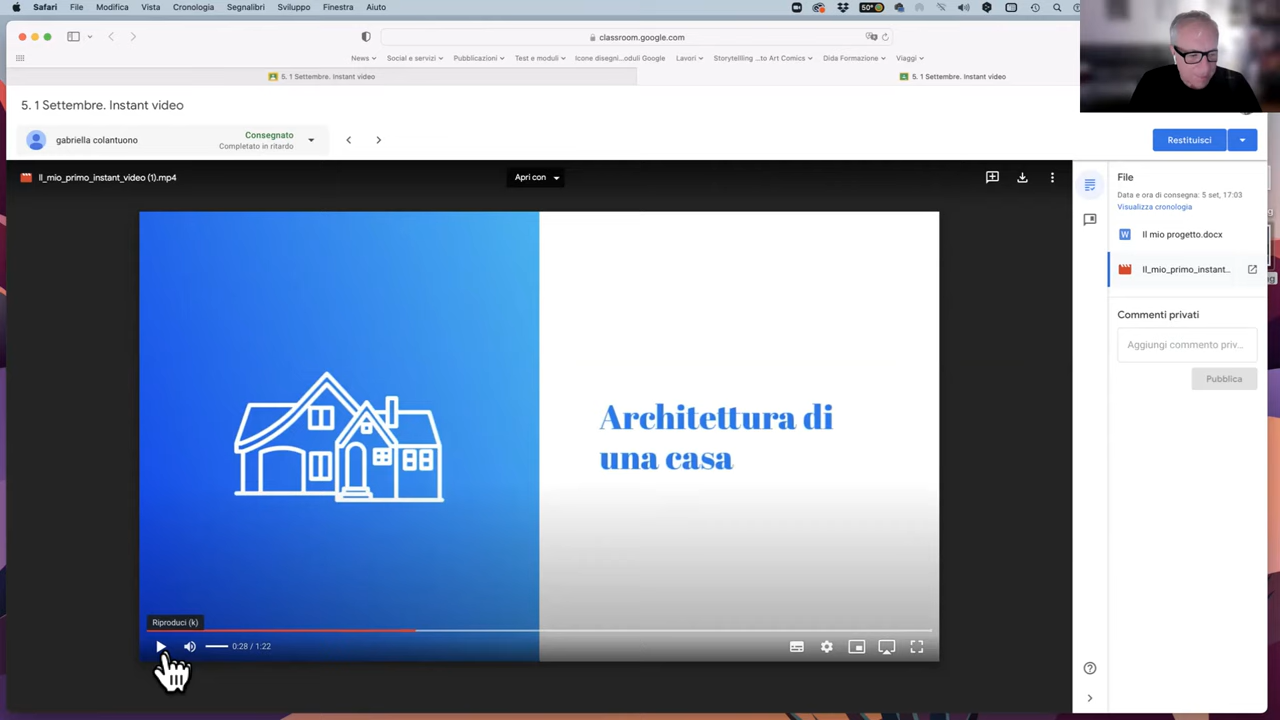 Safari File Modifica Vista Cronologia Segnalibri Sviluppo Finestra Aiuto
50°
classroom.google.com
News Social e servizi Pubblicazioni Test e moduli Icone disegni...oduli Google Lavori Storytelling ...to Art Comics Dida Formazione Viaggi
5. 1 Settembre. Instant video
5. 1 Settembre. Instant video
5. 1 Settembre. Instant video
gabriella colantuono
Consegnato
Completato in ritardo
Restituisci
Il_mio_primo_instant_video (1).mp4
Apri con
Architettura di
una casa
Riproduci (k)
0:28 / 1:22
File
Data e ora di consegna: 5 set, 17:03
Visualizza cronologia
W
Il mio progetto.docx
Il_mio_primo_instant...
Commenti privati
Aggiungi commento priv...
Pubblica